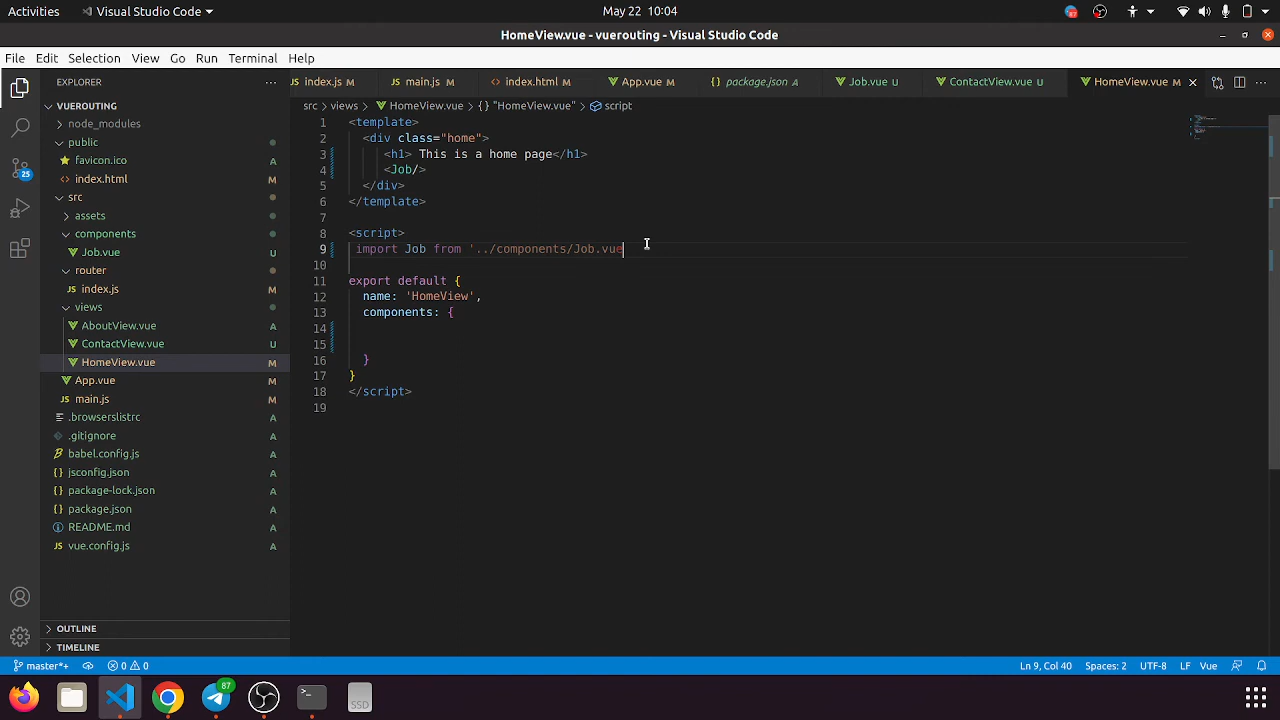 Activities
Visual Studio Code
May 22 10:04
87
HomeView.vue - vuerouting - Visual Studio Code
File Edit Selection View Go Run Terminal Help
EXPLORER
index.js M
main.js M
index.html M
App.vue M
package.json A
Job.vue U
ContactView.vue U
HomeView.vue M
VUEROUTING
src > views > HomeView.vue > {} "HomeView.vue" > script
node_modules
public
favicon.ico A
index.html M
src
assets
components
Job.vue U
router
index.js M
views
AboutView.vue A
ContactView.vue U
HomeView.vue M
App.vue M
main.js M
.browserslistrc A
.gitignore A
babel.config.js A
jsconfig.json A
package-lock.json A
package.json A
README.md M
vue.config.js A
OUTLINE
TIMELINE
25
1 <template>
2 <div class="home">
3 <h1> This is a home page</h1>
4 <Job/>
5 </div>
6 </template>
7
8 <script>
9 import Job from '../components/Job.vue
10
11 export default {
12 name: 'HomeView',
13 components: {
14
15
16 }
17 }
18 </script>
19
master*+
0 0
Ln 9, Col 40
Spaces: 2
UTF-8
LF
Vue
87
SSD